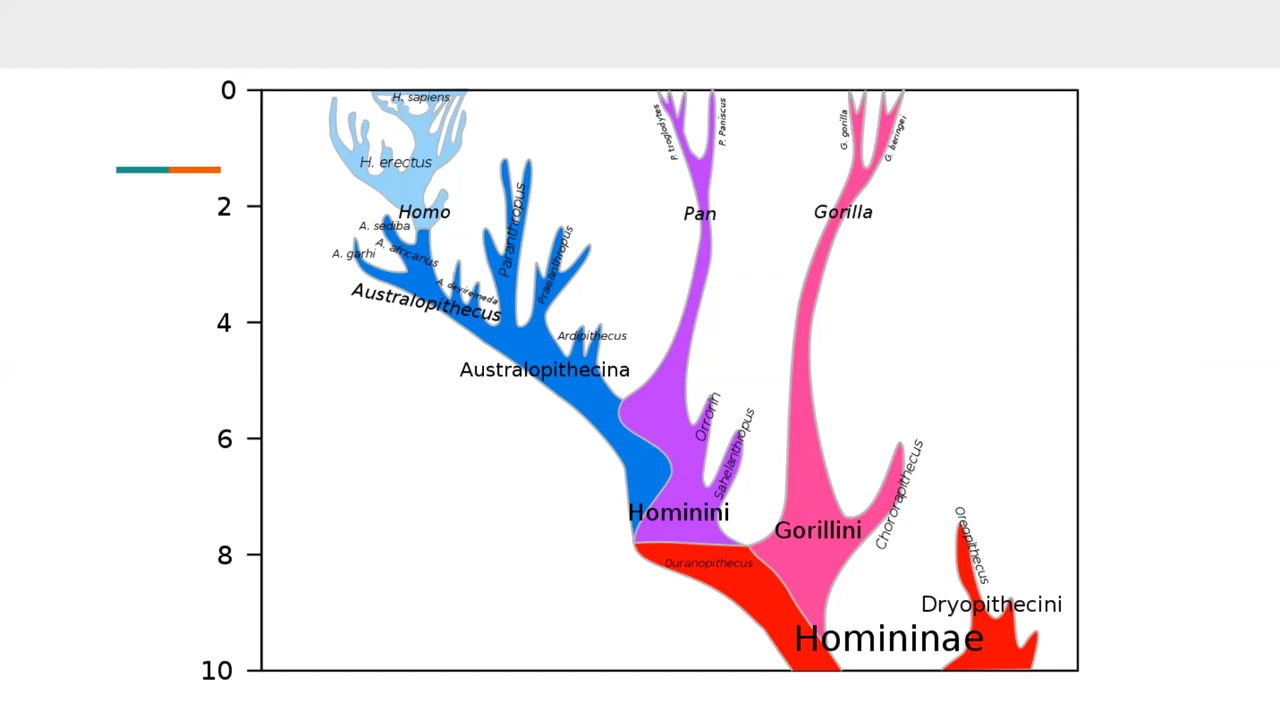 0
H. sapiens
P. troglodytes
P. Paniscus
G. gorilla
G. beringei
H. erectus
2
Homo
Pan
Gorilla
A. sediba
A. garhi
A. africanus
Paranthropus
Praeanthropus
A. deyiremeda
Australopithecus
4
Ardipithecus
Australopithecina
6
Orrorin
Sahelanthropus
Chororapithecus
Hominini
Gorillini
8
Ouranopithecus
Oreopithecus
Dryopithecini
Homininae
10